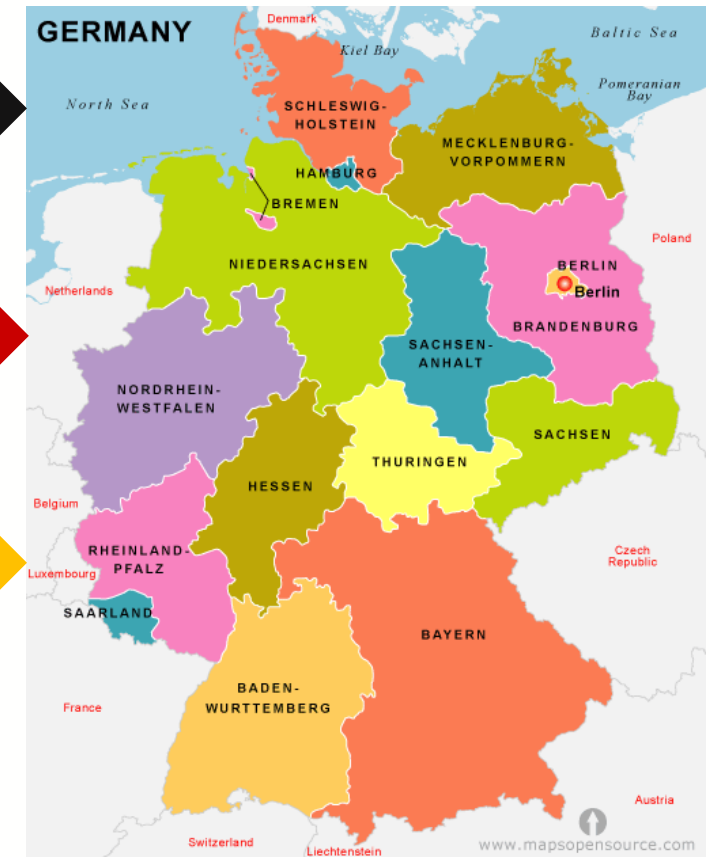 GERMANY
Denmark
Kiel Bay
Baltic Sea
Pomeranian
Bay
North Sea
SCHLESWIG-
HOLSTEIN
MECKLENBURG-
VORPOMMERN
HAMBURG
BREMEN
Poland
NIEDERSACHSEN
BERLIN
Berlin
Netherlands
BRANDENBURG
SACHSEN-
ANHALT
NORDRHEIN-
WESTFALEN
SACHSEN
THURINGEN
HESSEN
Belgium
RHEINLAND-
PFALZ
Czech
Republic
Luxembourg
SAARLAND
BAYERN
BADEN-
WURTTEMBERG
France
Austria
Switzerland
Liechtenstein
www.mapsopensource.com